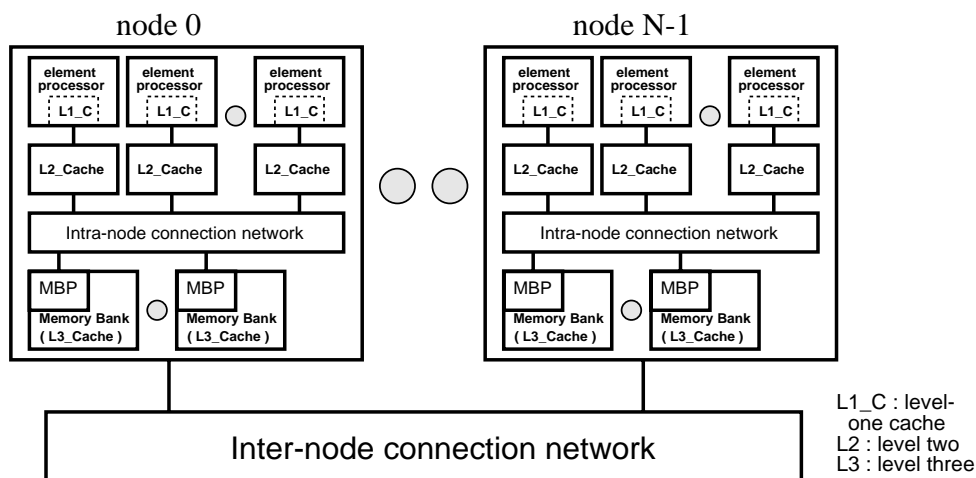 node 0
node N-1
element processor
element processor
element processor
element processor
element processor
element processor
L1_C
L1_C
L1_C
L1_C
L1_C
L1_C
L2_Cache
L2_Cache
L2_Cache
L2_Cache
L2_Cache
L2_Cache
Intra-node connection network
Intra-node connection network
MBP
MBP
MBP
MBP
Memory Bank
Memory Bank
Memory Bank
Memory Bank
( L3_Cache )
( L3_Cache )
( L3_Cache )
( L3_Cache )
Inter-node connection network
L1_C : level-
one cache
L2 : level two
L3 : level three